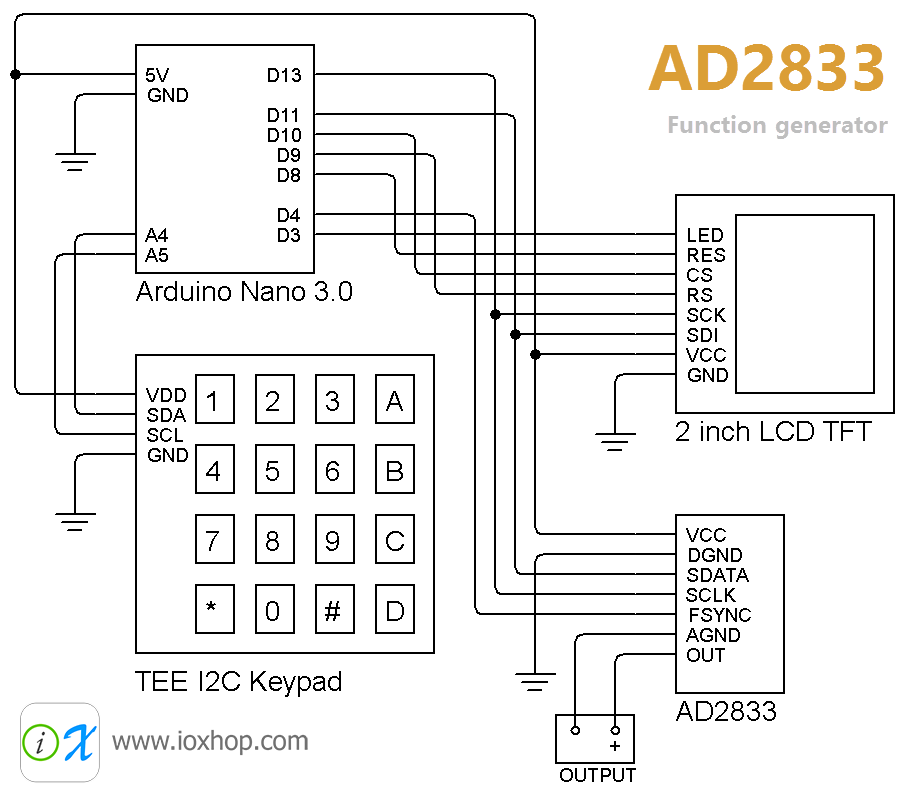 AD2833
Function generator
5V
GND
A4
A5
D13
D11
D10
D9
D8
D4
D3
Arduino Nano 3.0
LED
RES
CS
RS
SCK
SDI
VCC
GND
2 inch LCD TFT
VDD
SDA
SCL
GND
1 2 3 A
4 5 6 B
7 8 9 C
* 0 # D
TEE I2C Keypad
VCC
DGND
SDATA
SCLK
FSYNC
AGND
OUT
AD2833
+
OUTPUT
iX
www.ioxhop.com